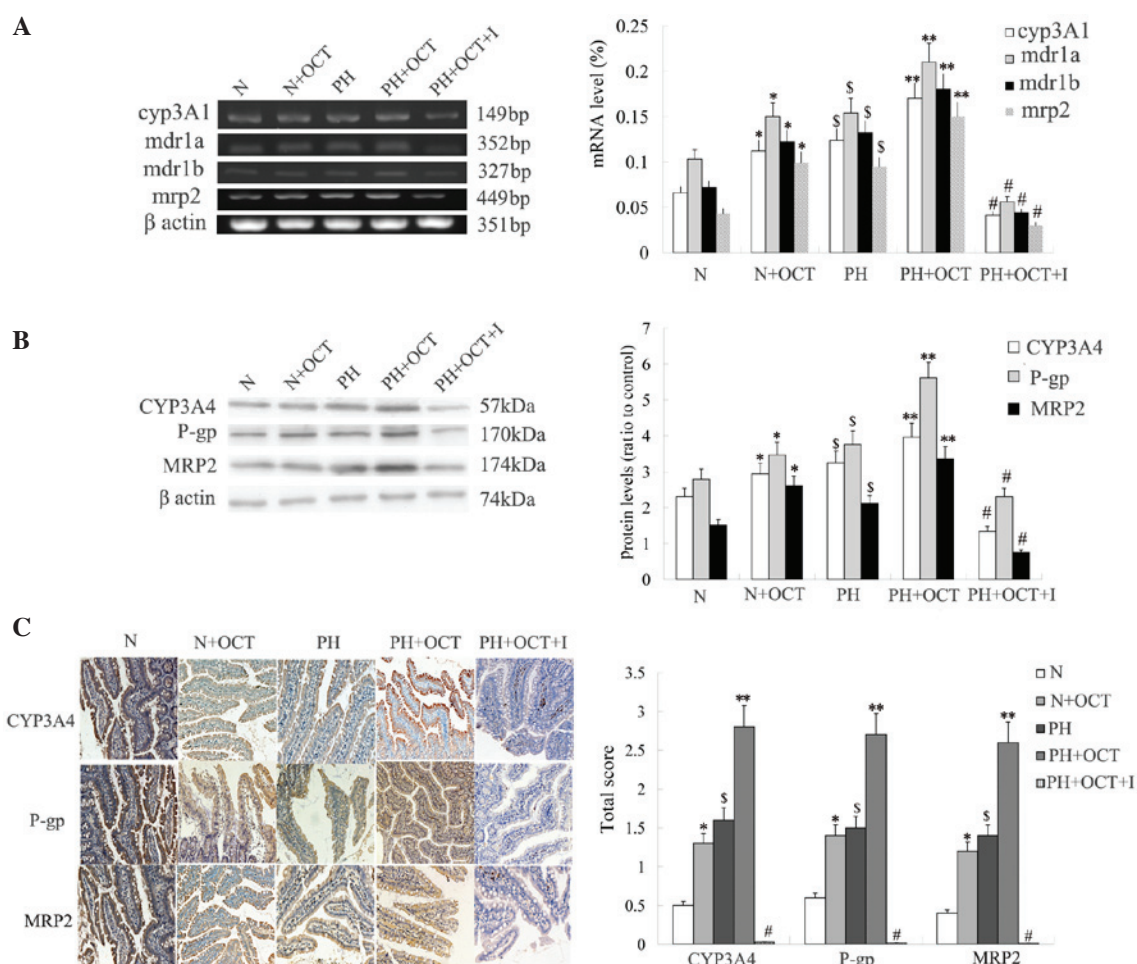 A
N N+OCT PH PH+OCT PH+OCT+I
cyp3A1 149bp
mdr1a 352bp
mdr1b 327bp
mrp2 449bp
β actin 351bp
mRNA level (%)
0.25
0.2
0.15
0.1
0.05
0
* * * *
$ $ $ $
** ** ** **
# # # #
N N+OCT PH PH+OCT PH+OCT+I
cyp3A1
mdr1a
mdr1b
mrp2
B
N N+OCT PH PH+OCT PH+OCT+I
CYP3A4 57kDa
P-gp 170kDa
MRP2 174kDa
β actin 74kDa
protein levels (ratio to control)
7
6
5
4
3
2
1
0
* * *
$ $ $
** ** **
# # #
N N+OCT PH PH+OCT PH+OCT+I
CYP3A4
P-gp
MRP2
C
N N+OCT PH PH+OCT PH+OCT+I
CYP3A4
P-gp
MRP2
Total score
3.5
3
2.5
2
1.5
1
0.5
0
* $ ** #
* $ ** #
* $ ** #
CYP3A4 P-gp MRP2
N
N+OCT
PH
PH+OCT
PH+OCT+I